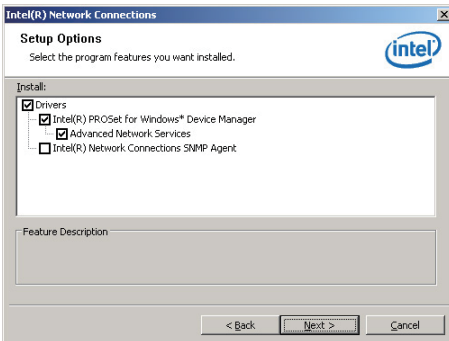 Intel(R) Network Connections
Setup Options
Select the program features you want installed.
intel
Install:
Drivers
Intel(R) PROSet for Windows* Device Manager
Advanced Network Services
Intel(R) Network Connections SNMP Agent
Feature Description
< Back
Next >
Cancel